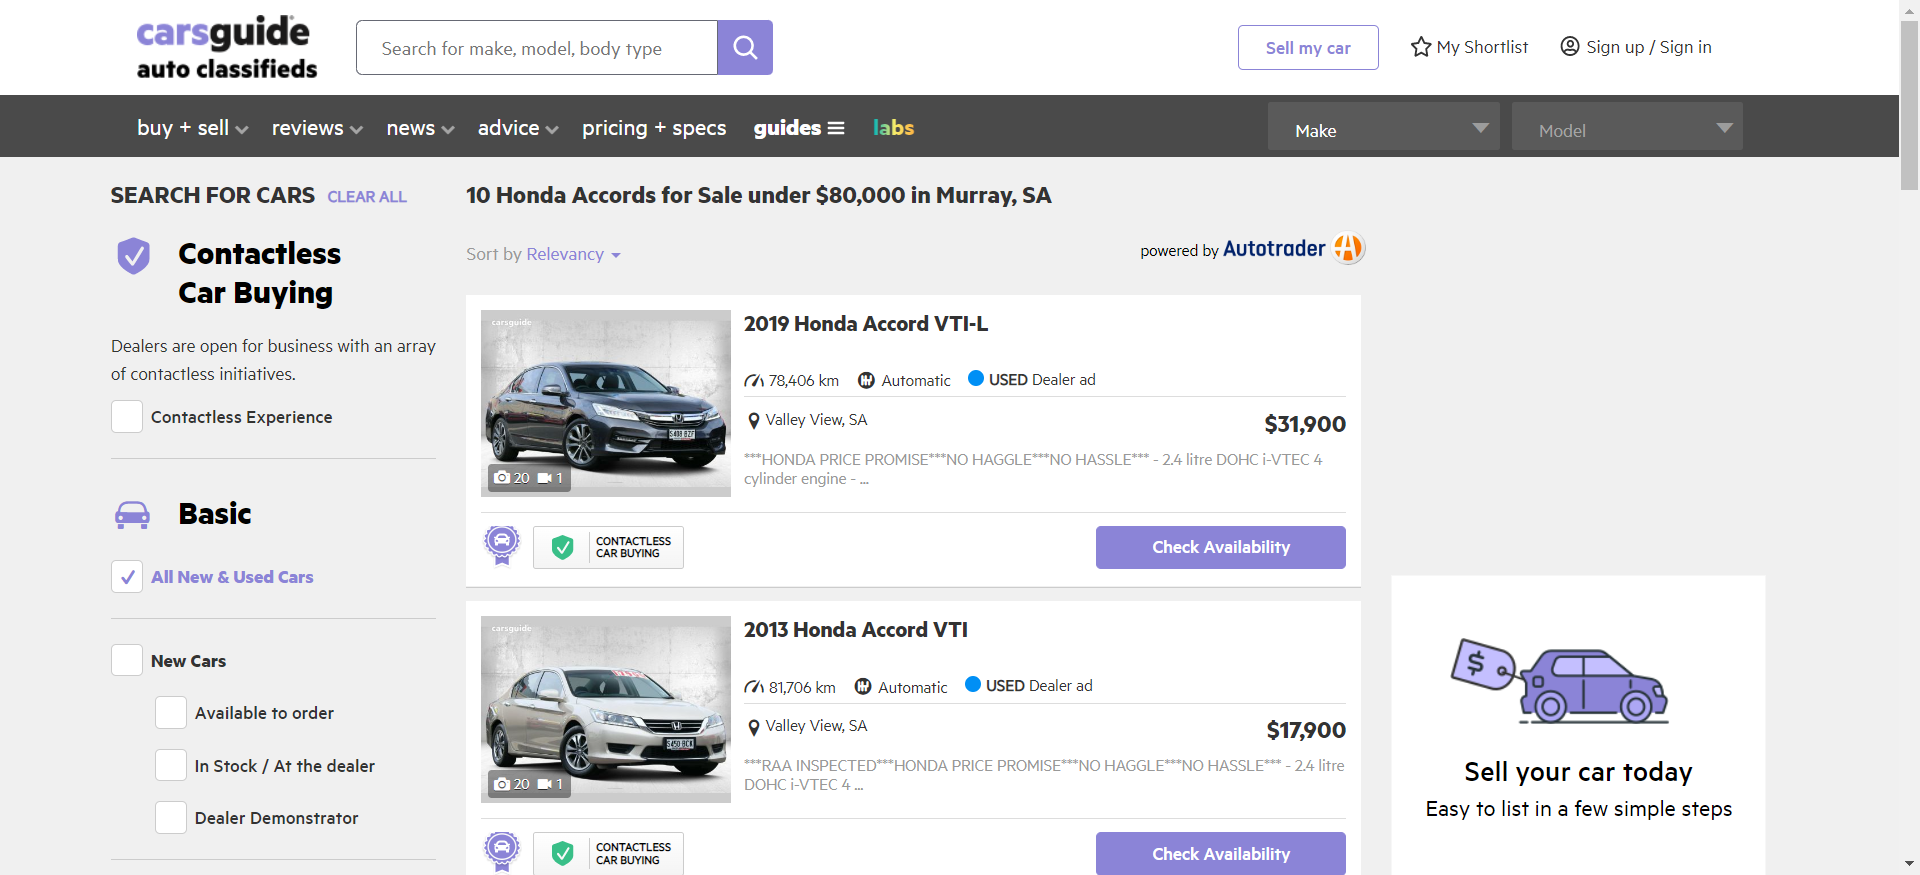 carsguide
auto classifieds
Search for make, model, body type
Sell my car
My Shortlist
Sign up / Sign in
buy + sell
reviews
news
advice
pricing + specs
guides
labs
Make
Model
SEARCH FOR CARS CLEAR ALL
Contactless
Car Buying
Dealers are open for business with an array
of contactless initiatives.
Contactless Experience
Basic
All New & Used Cars
New Cars
Available to order
In Stock / At the dealer
Dealer Demonstrator
10 Honda Accords for Sale under $80,000 in Murray, SA
Sort by Relevancy
powered by Autotrader
carsguide
S408 BZF
20 1
2019 Honda Accord VTI-L
78,406 km Automatic USED Dealer ad
Valley View, SA
$31,900
***HONDA PRICE PROMISE***NO HAGGLE***NO HASSLE*** - 2.4 litre DOHC i-VTEC 4
cylinder engine - ...
CONTACTLESS
CAR BUYING
Check Availability
carsguide
S450 BCK
20 1
2013 Honda Accord VTI
81,706 km Automatic USED Dealer ad
Valley View, SA
$17,900
***RAA INSPECTED***HONDA PRICE PROMISE***NO HAGGLE***NO HASSLE*** - 2.4 litre
DOHC i-VTEC 4 ...
CONTACTLESS
CAR BUYING
Check Availability
$
Sell your car today
Easy to list in a few simple steps